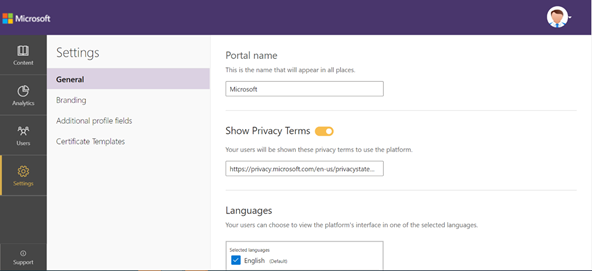 Microsoft
Content
Analytics
Users
Settings
Support
Settings
General
Branding
Additional profile fields
Certificate Templates
Portal name
This is the name that will appear in all places.
Microsoft
Show Privacy Terms
Your users will be shown these privacy terms to use the platform.
https://privacy.microsoft.com/en-us/privacystate...
Languages
Your users can choose to view the platform's interface in one of the selected languages.
Selected languages
English (Default)